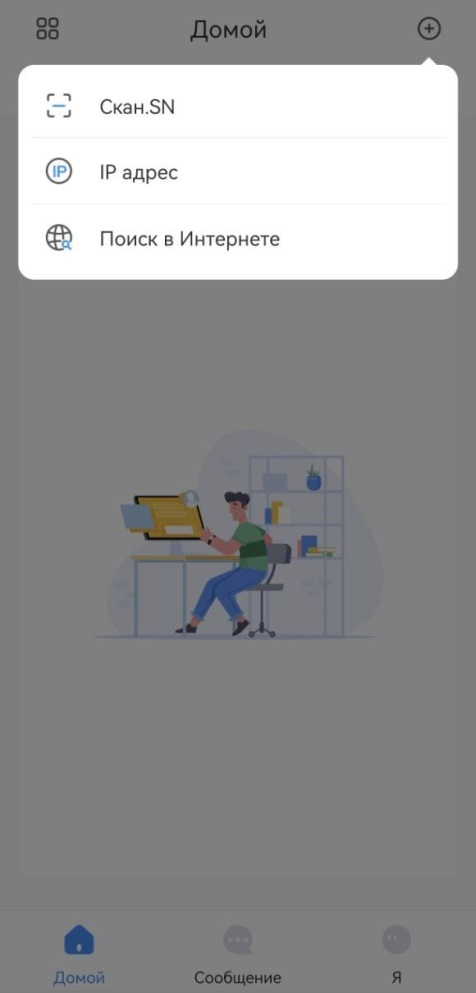 Домой
Скан.SN
IP адрес
Поиск в Интернете
Домой
Сообщение
Я